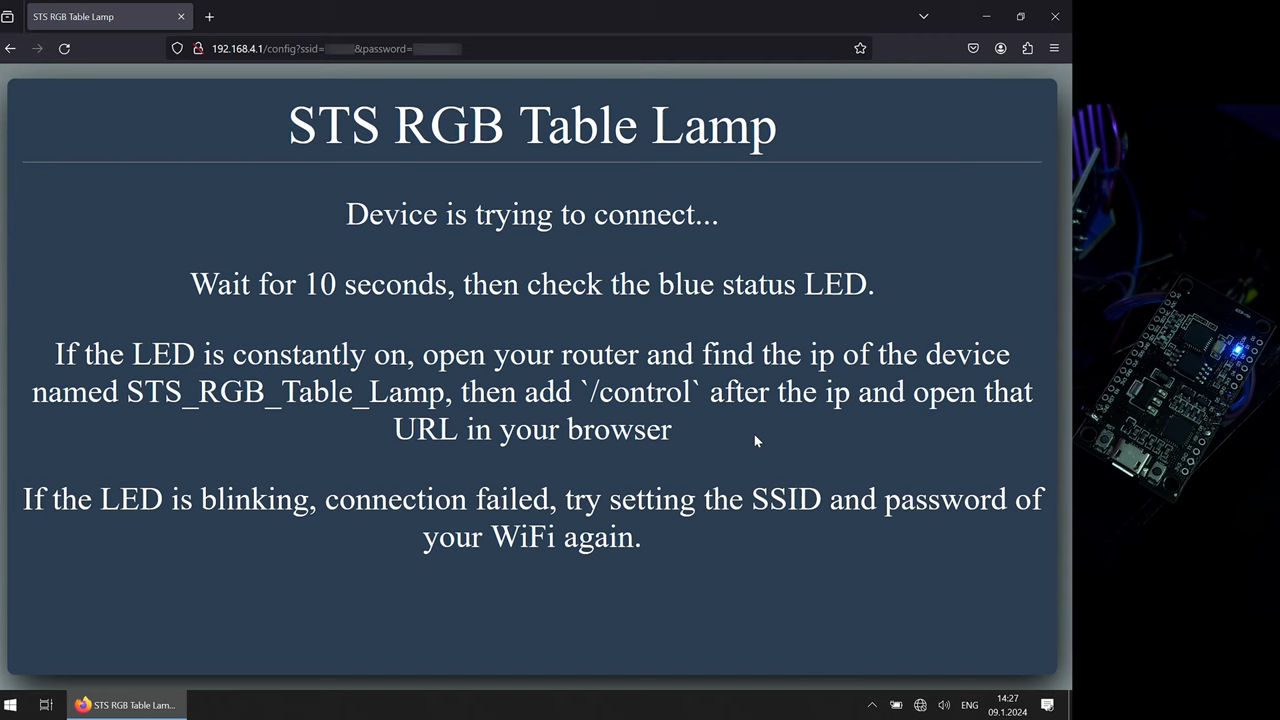 STS RGB Table Lamp
192.168.4.1/config?ssid= &password=
STS RGB Table Lamp
Device is trying to connect...
Wait for 10 seconds, then check the blue status LED.
If the LED is constantly on, open your router and find the ip of the device
named STS_RGB_Table_Lamp, then add `/control` after the ip and open that
URL in your browser
If the LED is blinking, connection failed, try setting the SSID and password of
your WiFi again.
STS RGB Table Lam...
ENG
14:27
09.1.2024